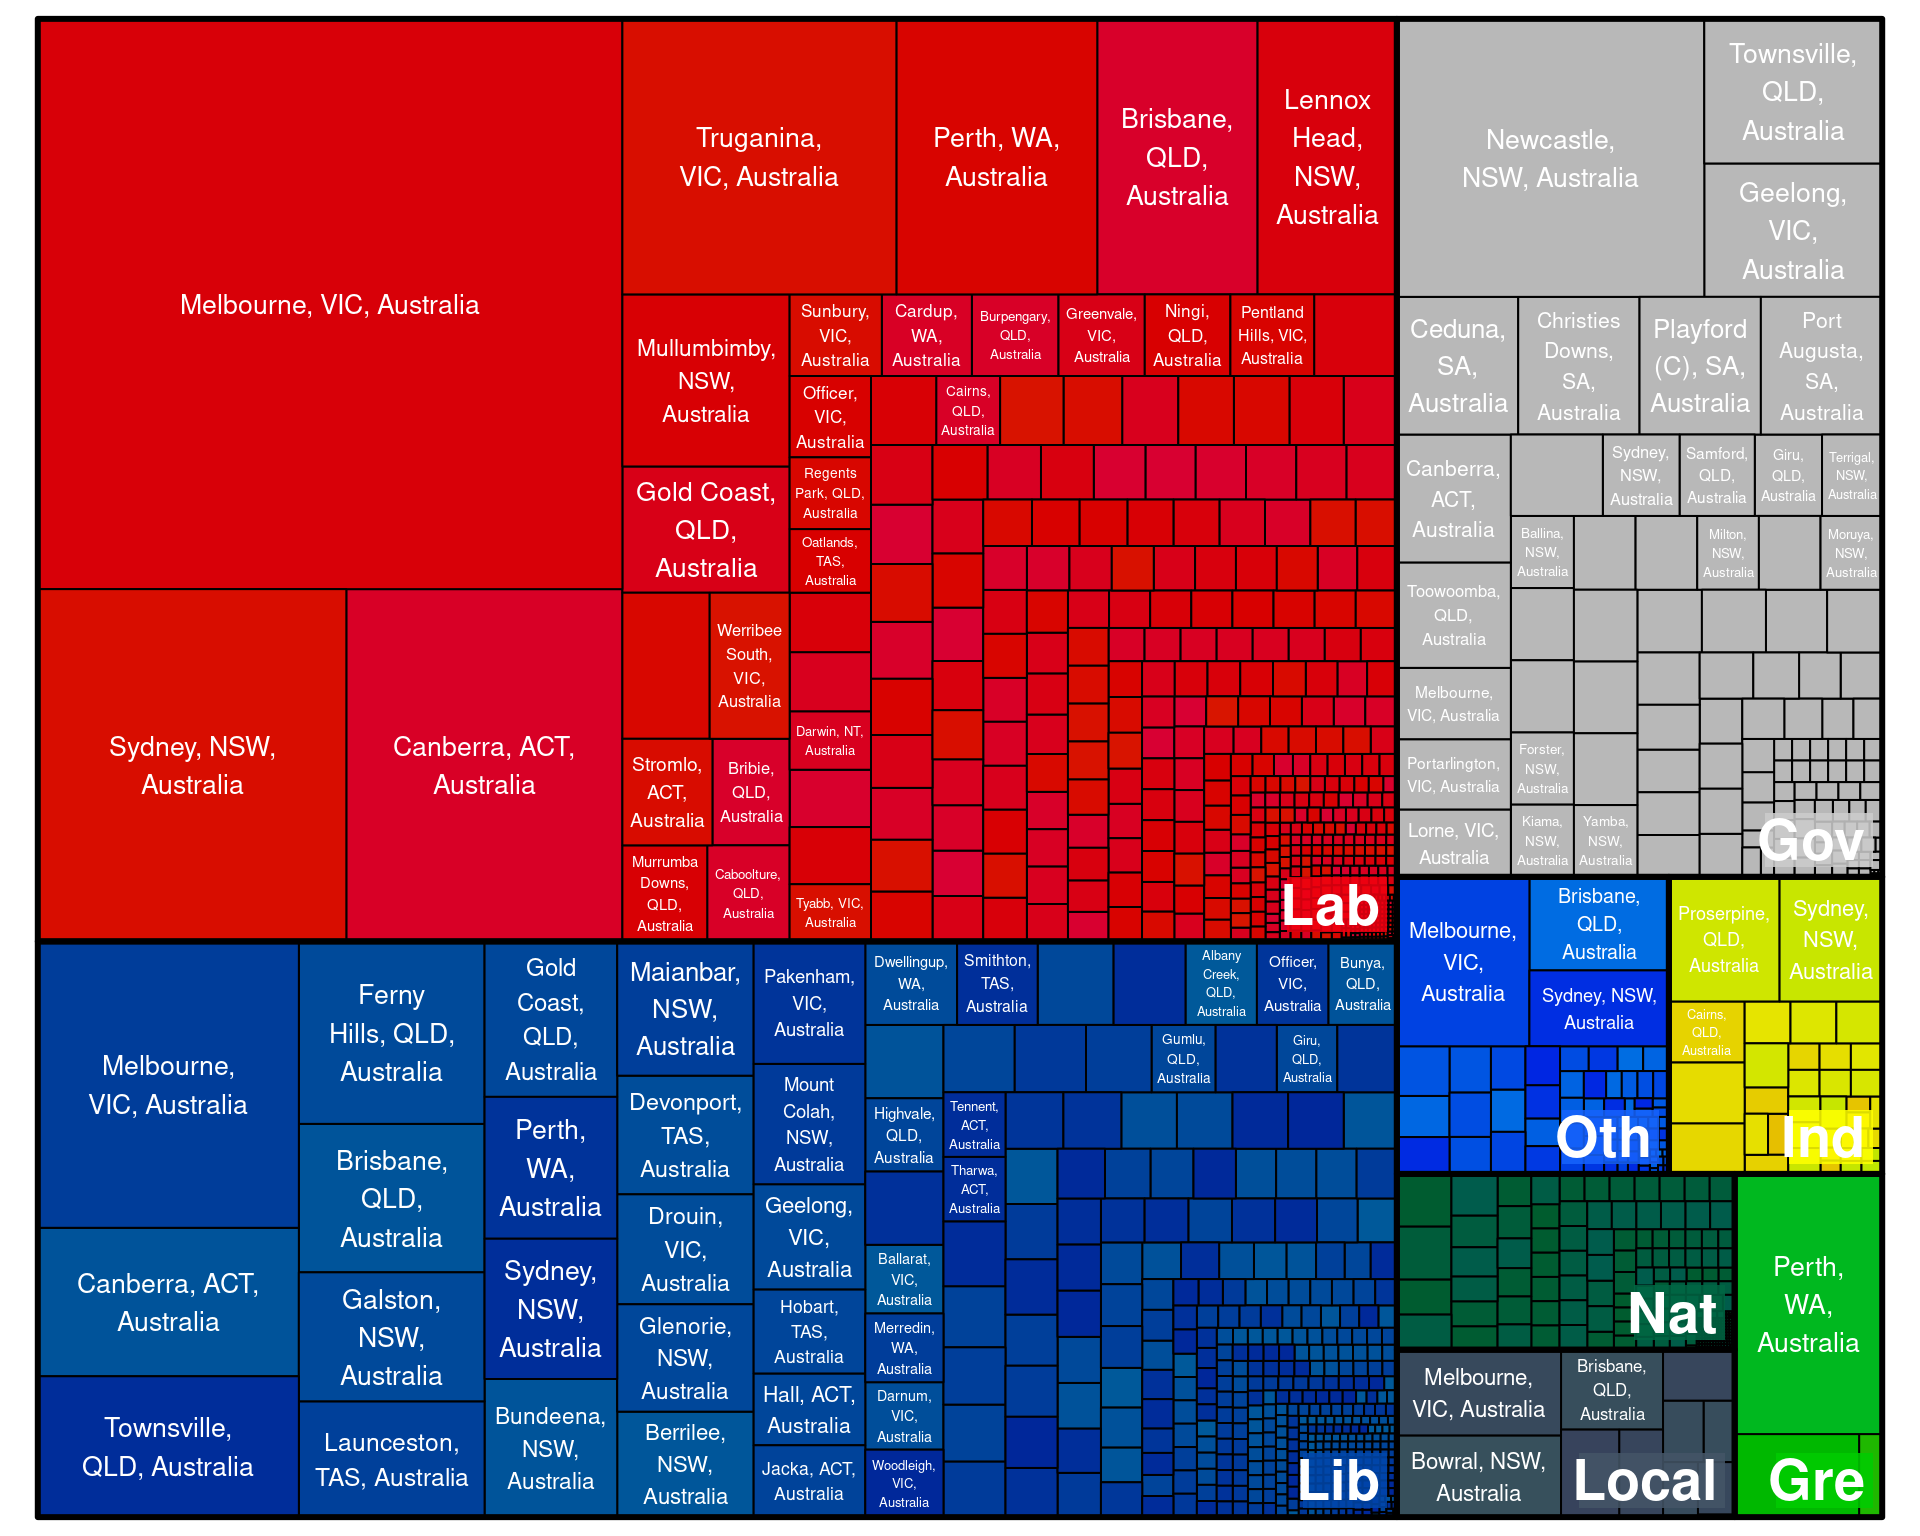 Melbourne, VIC, Australia
Sydney, NSW,
Australia
Canberra, ACT,
Australia
Truganina,
VIC, Australia
Perth, WA,
Australia
Brisbane,
QLD,
Australia
Lennox
Head,
NSW,
Australia
Mullumbimby,
NSW,
Australia
Gold Coast,
QLD,
Australia
Werribee
South,
VIC,
Australia
Stromlo,
ACT,
Australia
Bribie,
QLD,
Australia
Murrumba
Downs,
QLD,
Australia
Caboolture,
QLD,
Australia
Sunbury,
VIC,
Australia
Cardup,
WA,
Australia
Burpengary,
QLD,
Australia
Greenvale,
VIC,
Australia
Ningi,
QLD,
Australia
Pentland
Hills, VIC,
Australia
Officer,
VIC,
Australia
Cairns,
QLD,
Australia
Regents
Park, QLD,
Australia
Oatlands,
TAS,
Australia
Darwin, NT,
Australia
Tyabb, VIC,
Australia
Lab
Newcastle,
NSW, Australia
Townsville,
QLD,
Australia
Geelong,
VIC,
Australia
Ceduna,
SA,
Australia
Christies
Downs,
SA,
Australia
Playford
(C), SA,
Australia
Port
Augusta,
SA,
Australia
Canberra,
ACT,
Australia
Sydney,
NSW,
Australia
Samford,
QLD,
Australia
Giru,
QLD,
Australia
Terrigal,
NSW,
Australia
Ballina,
NSW,
Australia
Milton,
NSW,
Australia
Moruya,
NSW,
Australia
Toowoomba,
QLD,
Australia
Melbourne,
VIC, Australia
Portarlington,
VIC, Australia
Forster,
NSW,
Australia
Lorne, VIC,
Australia
Kiama,
NSW,
Australia
Yamba,
NSW,
Australia
Gov
Melbourne,
VIC, Australia
Canberra, ACT,
Australia
Townsville,
QLD, Australia
Ferny
Hills, QLD,
Australia
Brisbane,
QLD,
Australia
Galston,
NSW,
Australia
Launceston,
TAS, Australia
Gold
Coast,
QLD,
Australia
Perth,
WA,
Australia
Sydney,
NSW,
Australia
Bundeena,
NSW,
Australia
Maianbar,
NSW,
Australia
Devonport,
TAS,
Australia
Drouin,
VIC,
Australia
Glenorie,
NSW,
Australia
Berrilee,
NSW,
Australia
Pakenham,
VIC,
Australia
Mount
Colah,
NSW,
Australia
Geelong,
VIC,
Australia
Hobart,
TAS,
Australia
Hall, ACT,
Australia
Jacka, ACT,
Australia
Dwellingup,
WA,
Australia
Smithton,
TAS,
Australia
Albany
Creek,
QLD,
Australia
Officer,
VIC,
Australia
Bunya,
QLD,
Australia
Gumlu,
QLD,
Australia
Giru,
QLD,
Australia
Highvale,
QLD,
Australia
Tennent,
ACT,
Australia
Tharwa,
ACT,
Australia
Ballarat,
VIC,
Australia
Merredin,
WA,
Australia
Darnum,
VIC,
Australia
Woodleigh,
VIC,
Australia
Lib
Melbourne,
VIC,
Australia
Brisbane,
QLD,
Australia
Sydney, NSW,
Australia
Oth
Proserpine,
QLD,
Australia
Sydney,
NSW,
Australia
Cairns,
QLD,
Australia
Ind
Nat
Perth,
WA,
Australia
Gre
Melbourne,
VIC, Australia
Brisbane,
QLD,
Australia
Bowral, NSW,
Australia
Local